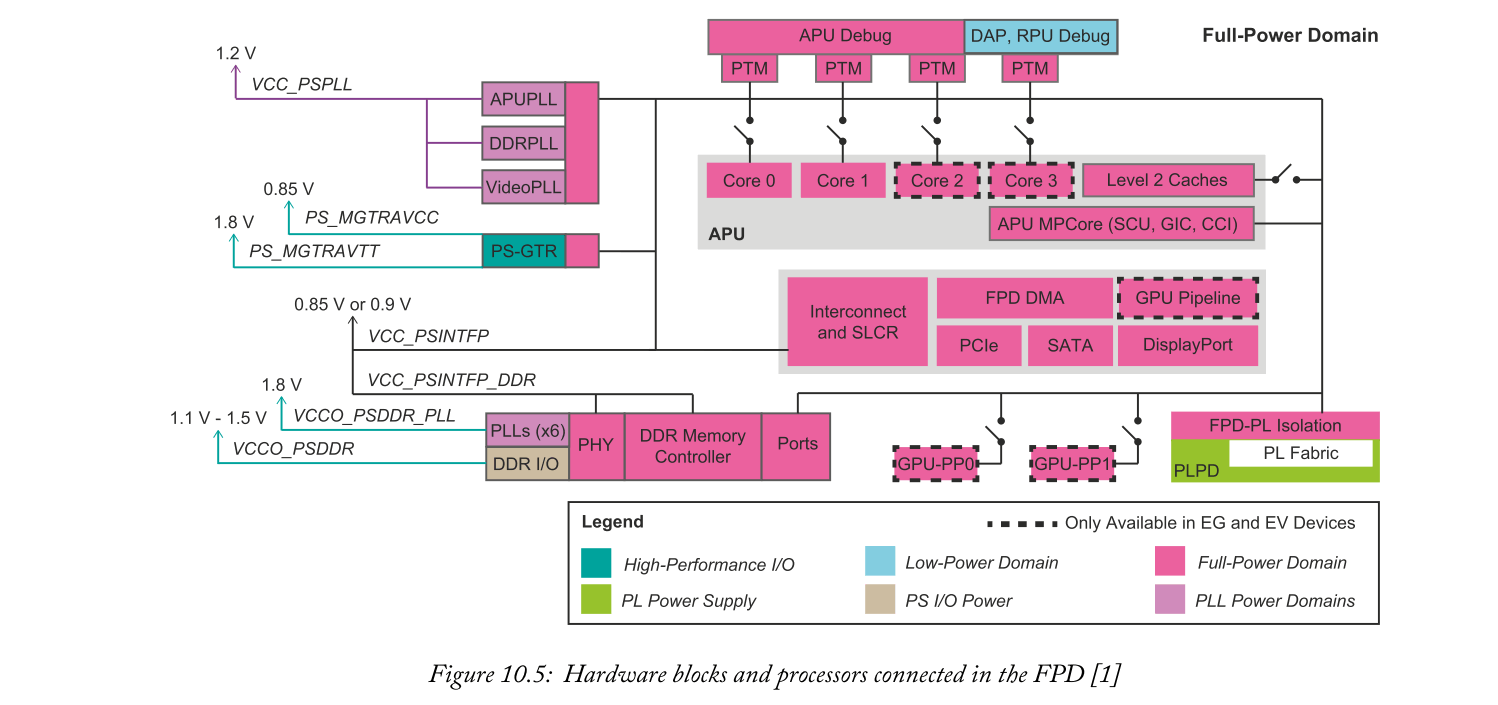 APU Debug
DAP, RPU Debug
Full-Power Domain
PTM
PTM
PTM
PTM
1.2 V
VCC_PSPLL
APUPLL
DDRPLL
VideoPLL
0.85 V
PS_MGTRAVCC
1.8 V
PS_MGTRAVTT
PS-GTR
Core 0
Core 1
Core 2
Core 3
Level 2 Caches
APU MPCore (SCU, GIC, CCI)
APU
0.85 V or 0.9 V
VCC_PSINTFP
Interconnect
and SLCR
FPD DMA
GPU Pipeline
PCIe
SATA
DisplayPort
VCC_PSINTFP_DDR
1.8 V
VCCO_PSDDR_PLL
1.1 V - 1.5 V
VCCO_PSDDR
PLLs (x6)
DDR I/O
PHY
DDR Memory
Controller
Ports
GPU-PP0
GPU-PP1
FPD-PL Isolation
PL Fabric
PLPD
Legend
Only Available in EG and EV Devices
High-Performance I/O
Low-Power Domain
Full-Power Domain
PL Power Supply
PS I/O Power
PLL Power Domains
Figure 10.5: Hardware blocks and processors connected in the FPD [1]